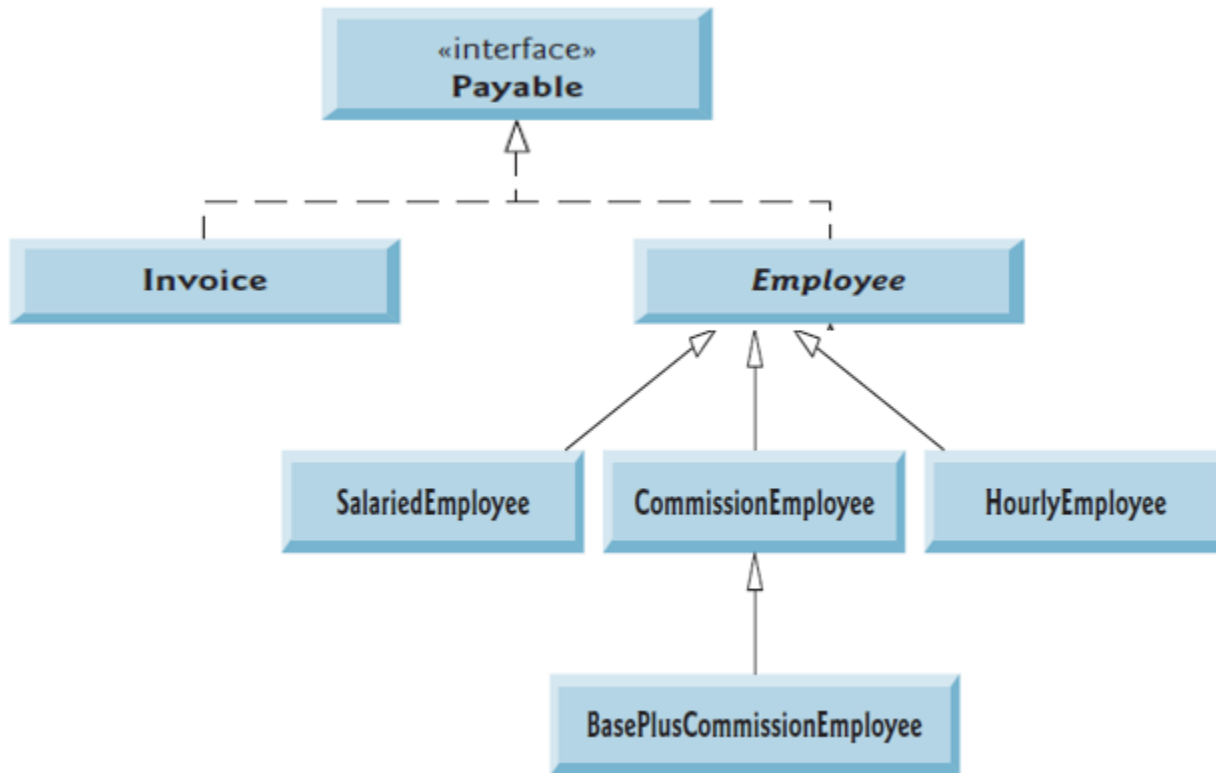 «interface»
Payable
Invoice
Employee
SalariedEmployee
CommissionEmployee
HourlyEmployee
BasePlusCommissionEmployee